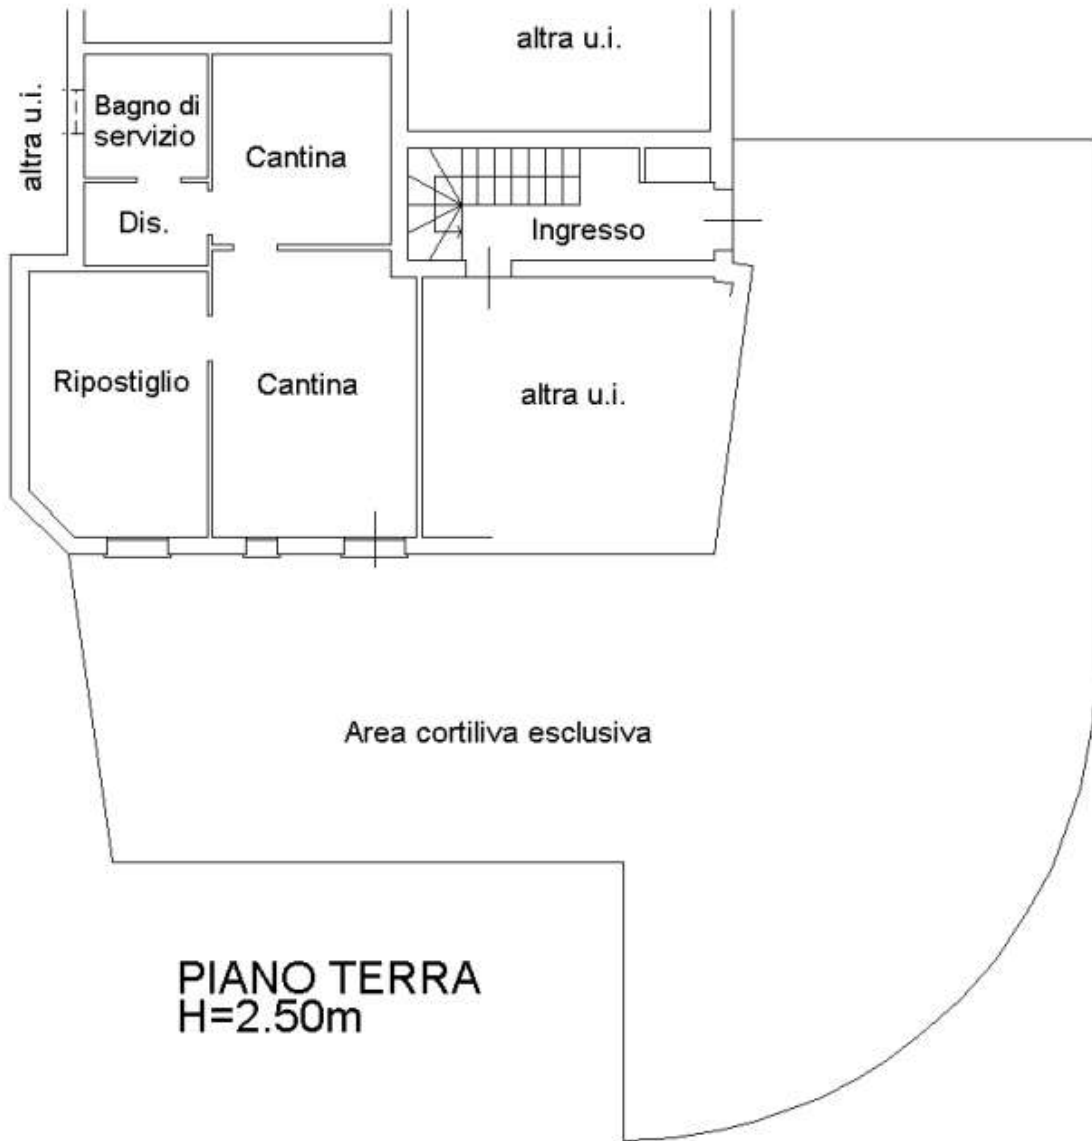 altra u.i.
altra u.i.
Bagno di
servizio
Cantina
Dis.
Ingresso
Ripostiglio
Cantina
altra u.i.
Area cortiliva esclusiva
PIANO TERRA
H=2.50m